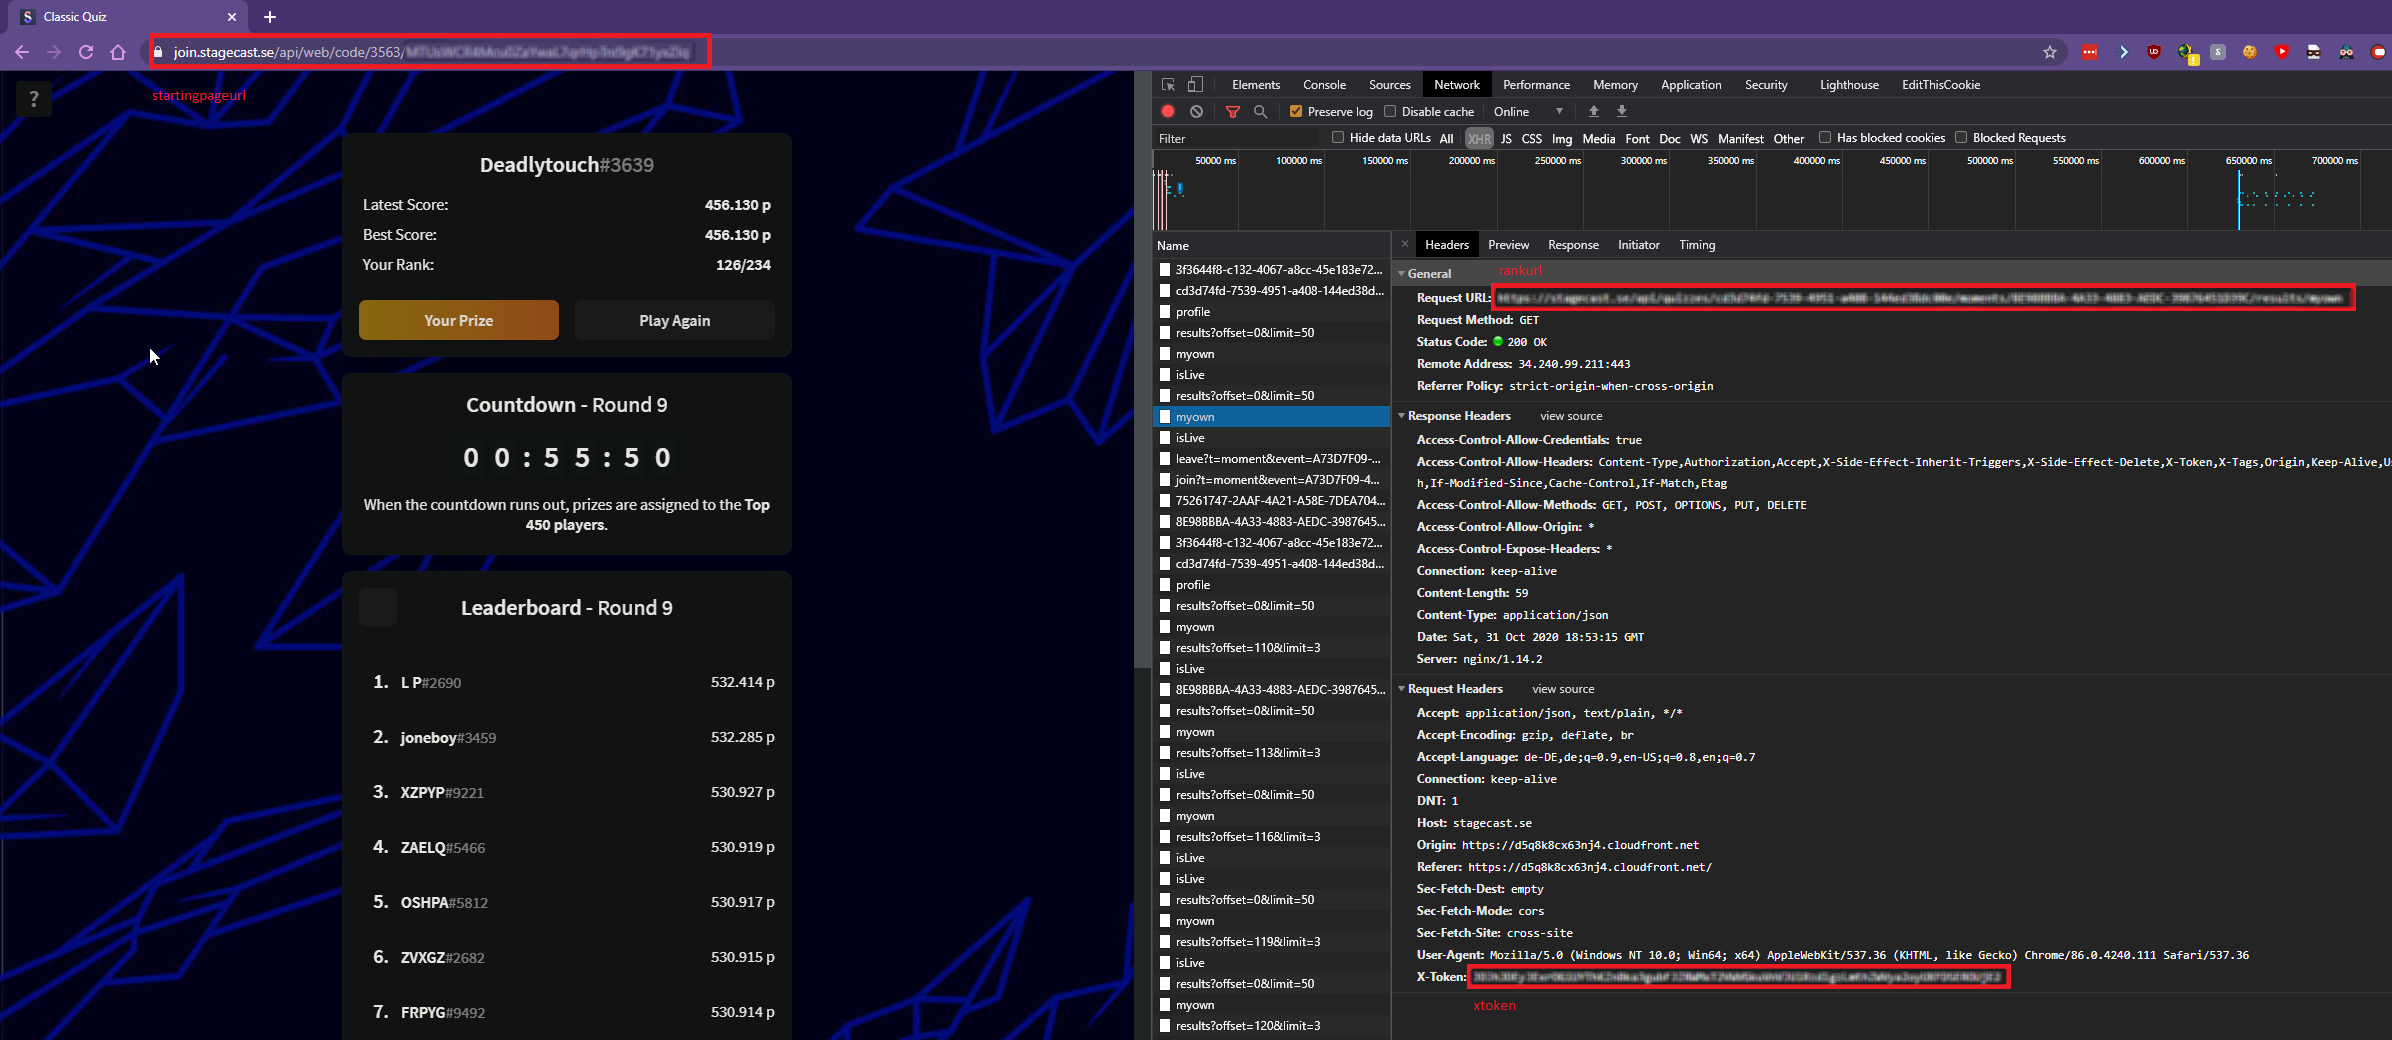 Classic Quiz
join.stagecast.se/api/web/code/3563/
startingpageurl
?
Deadlytouch#3639
Latest Score: 456.130 p
Best Score: 456.130 p
Your Rank: 126/234
Your Prize Play Again
Countdown - Round 9
00:55:50
When the countdown runs out, prizes are assigned to the Top
450 players.
Leaderboard - Round 9
1. L P#2690 532.414 p
2. joneboy#3459 532.285 p
3. XZPYP#9221 530.927 p
4. ZAELQ#5466 530.919 p
5. OSHPA#5812 530.917 p
6. ZVXGZ#2682 530.915 p
7. FRPYG#9492 530.914 p
Elements Console Sources Network Performance Memory Application Security Lighthouse EditThisCookie
Preserve log Disable cache Online
Filter Hide data URLs All XHR JS CSS Img Media Font Doc WS Manifest Other Has blocked cookies Blocked Requests
50000 ms 100000 ms 150000 ms 200000 ms 250000 ms 300000 ms 350000 ms 400000 ms 450000 ms 500000 ms 550000 ms 600000 ms 650000 ms 700000 ms
Name
3f3644f8-c132-4067-a8cc-45e183e72...
cd3d74fd-7539-4951-a408-144ed38d...
profile
results?offset=0&limit=50
myown
isLive
results?offset=0&limit=50
myown
isLive
leave?t=moment&event=A73D7F09-...
join?t=moment&event=A73D7F09-4...
75261747-2AAF-4A21-A58E-7DEA704...
8E98BBBA-4A33-4883-AEDC-3987645...
3f3644f8-c132-4067-a8cc-45e183e72...
cd3d74fd-7539-4951-a408-144ed38d...
profile
results?offset=0&limit=50
myown
results?offset=110&limit=3
isLive
8E98BBBA-4A33-4883-AEDC-3987645...
results?offset=0&limit=50
myown
results?offset=113&limit=3
isLive
results?offset=0&limit=50
myown
results?offset=116&limit=3
isLive
isLive
results?offset=0&limit=50
myown
results?offset=119&limit=3
isLive
results?offset=0&limit=50
myown
results?offset=120&limit=3
Headers Preview Response Initiator Timing
General rankurl
Request URL:
Request Method: GET
Status Code: 200 OK
Remote Address: 34.240.99.211:443
Referrer Policy: strict-origin-when-cross-origin
Response Headers view source
Access-Control-Allow-Credentials: true
Access-Control-Allow-Headers: Content-Type,Authorization,Accept,X-Side-Effect-Inherit-Triggers,X-Side-Effect-Delete,X-Token,X-Tags,Origin,Keep-Alive,Us
h,If-Modified-Since,Cache-Control,If-Match,Etag
Access-Control-Allow-Methods: GET, POST, OPTIONS, PUT, DELETE
Access-Control-Allow-Origin: *
Access-Control-Expose-Headers: *
Connection: keep-alive
Content-Length: 59
Content-Type: application/json
Date: Sat, 31 Oct 2020 18:53:15 GMT
Server: nginx/1.14.2
Request Headers view source
Accept: application/json, text/plain, */*
Accept-Encoding: gzip, deflate, br
Accept-Language: de-DE,de;q=0.9,en-US;q=0.8,en;q=0.7
Connection: keep-alive
DNT: 1
Host: stagecast.se
Origin: https://d5q8k8cx63nj4.cloudfront.net
Referer: https://d5q8k8cx63nj4.cloudfront.net/
Sec-Fetch-Dest: empty
Sec-Fetch-Mode: cors
Sec-Fetch-Site: cross-site
User-Agent: Mozilla/5.0 (Windows NT 10.0; Win64; x64) AppleWebKit/537.36 (KHTML, like Gecko) Chrome/86.0.4240.111 Safari/537.36
X-Token:
xtoken